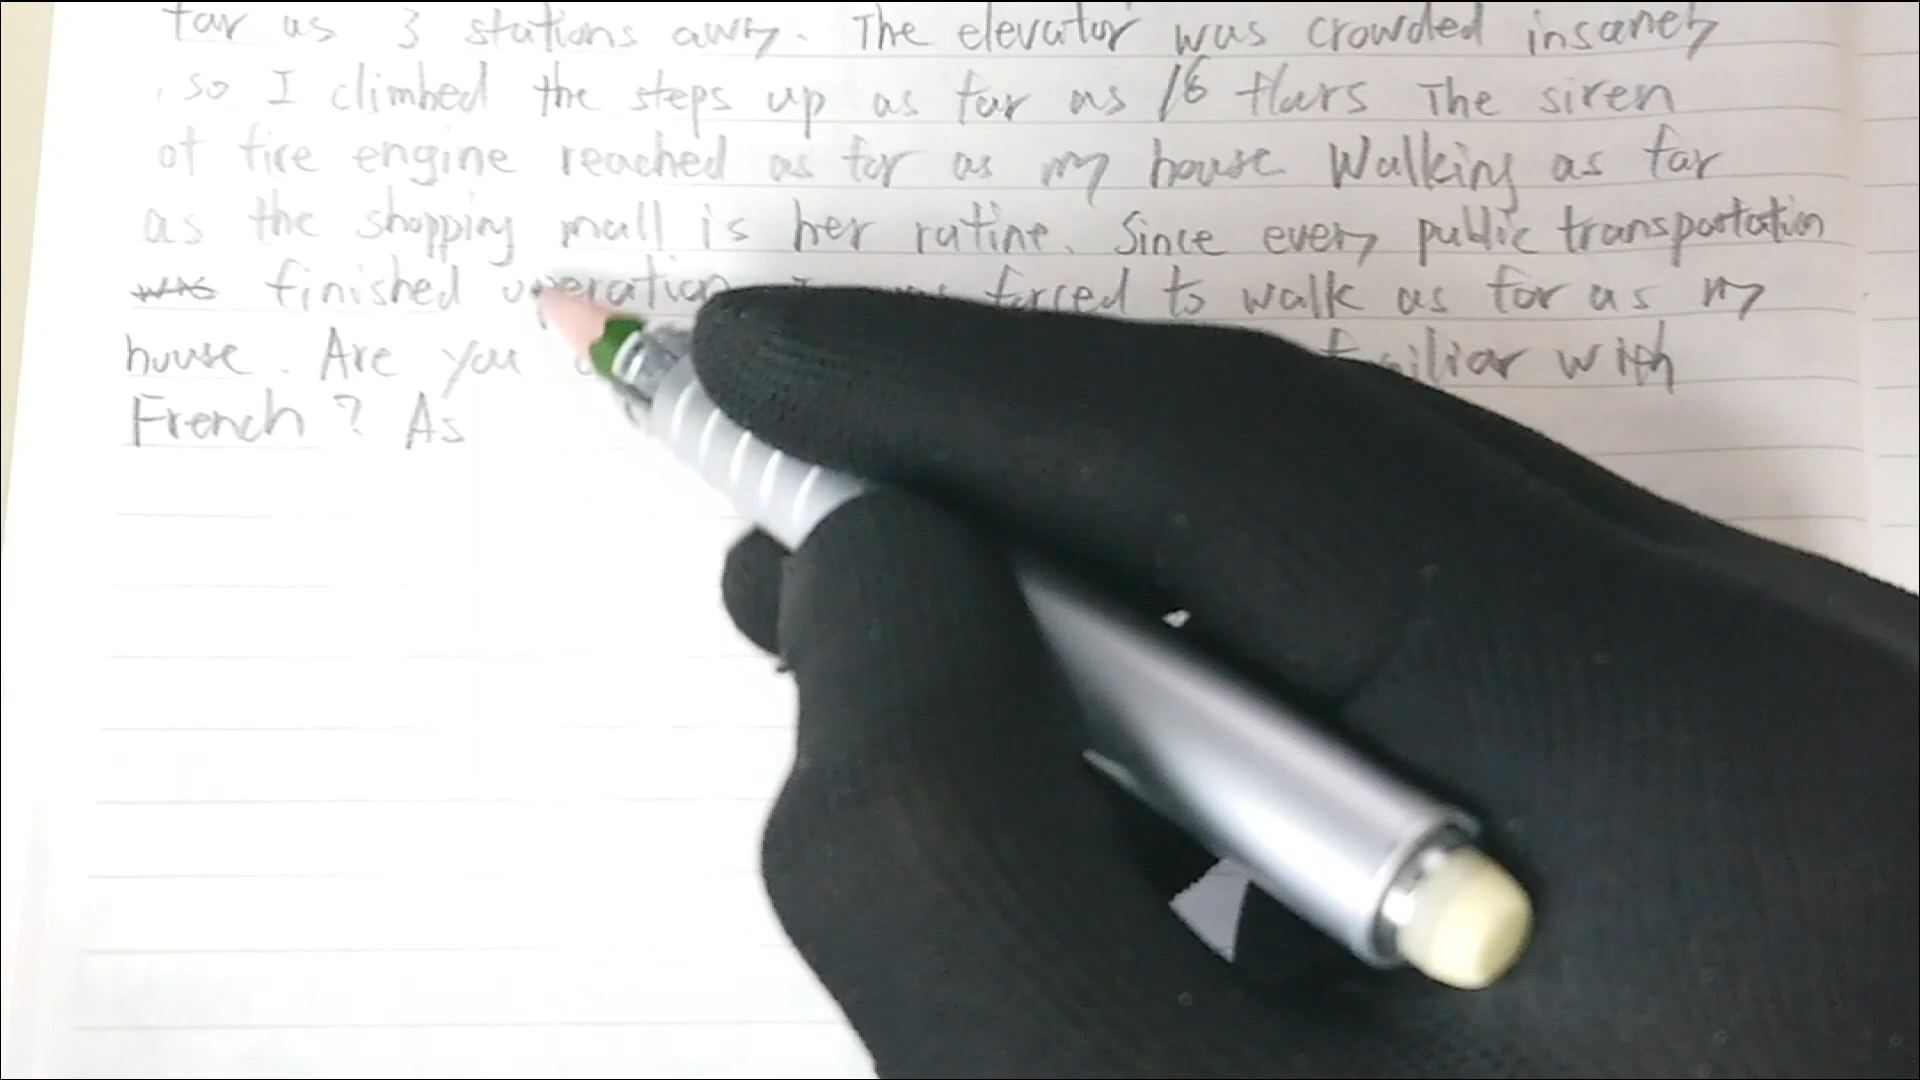 far as 3 stations away. The elevator was crowded insanely
, so I climbed the steps up as far as 16 floors The siren
of fire engine reached as far as my house Walking as far
as the shopping mall is her rutine. Since every public transportation
finished operation forced to walk as far as my
house. Are you familiar with
French? As